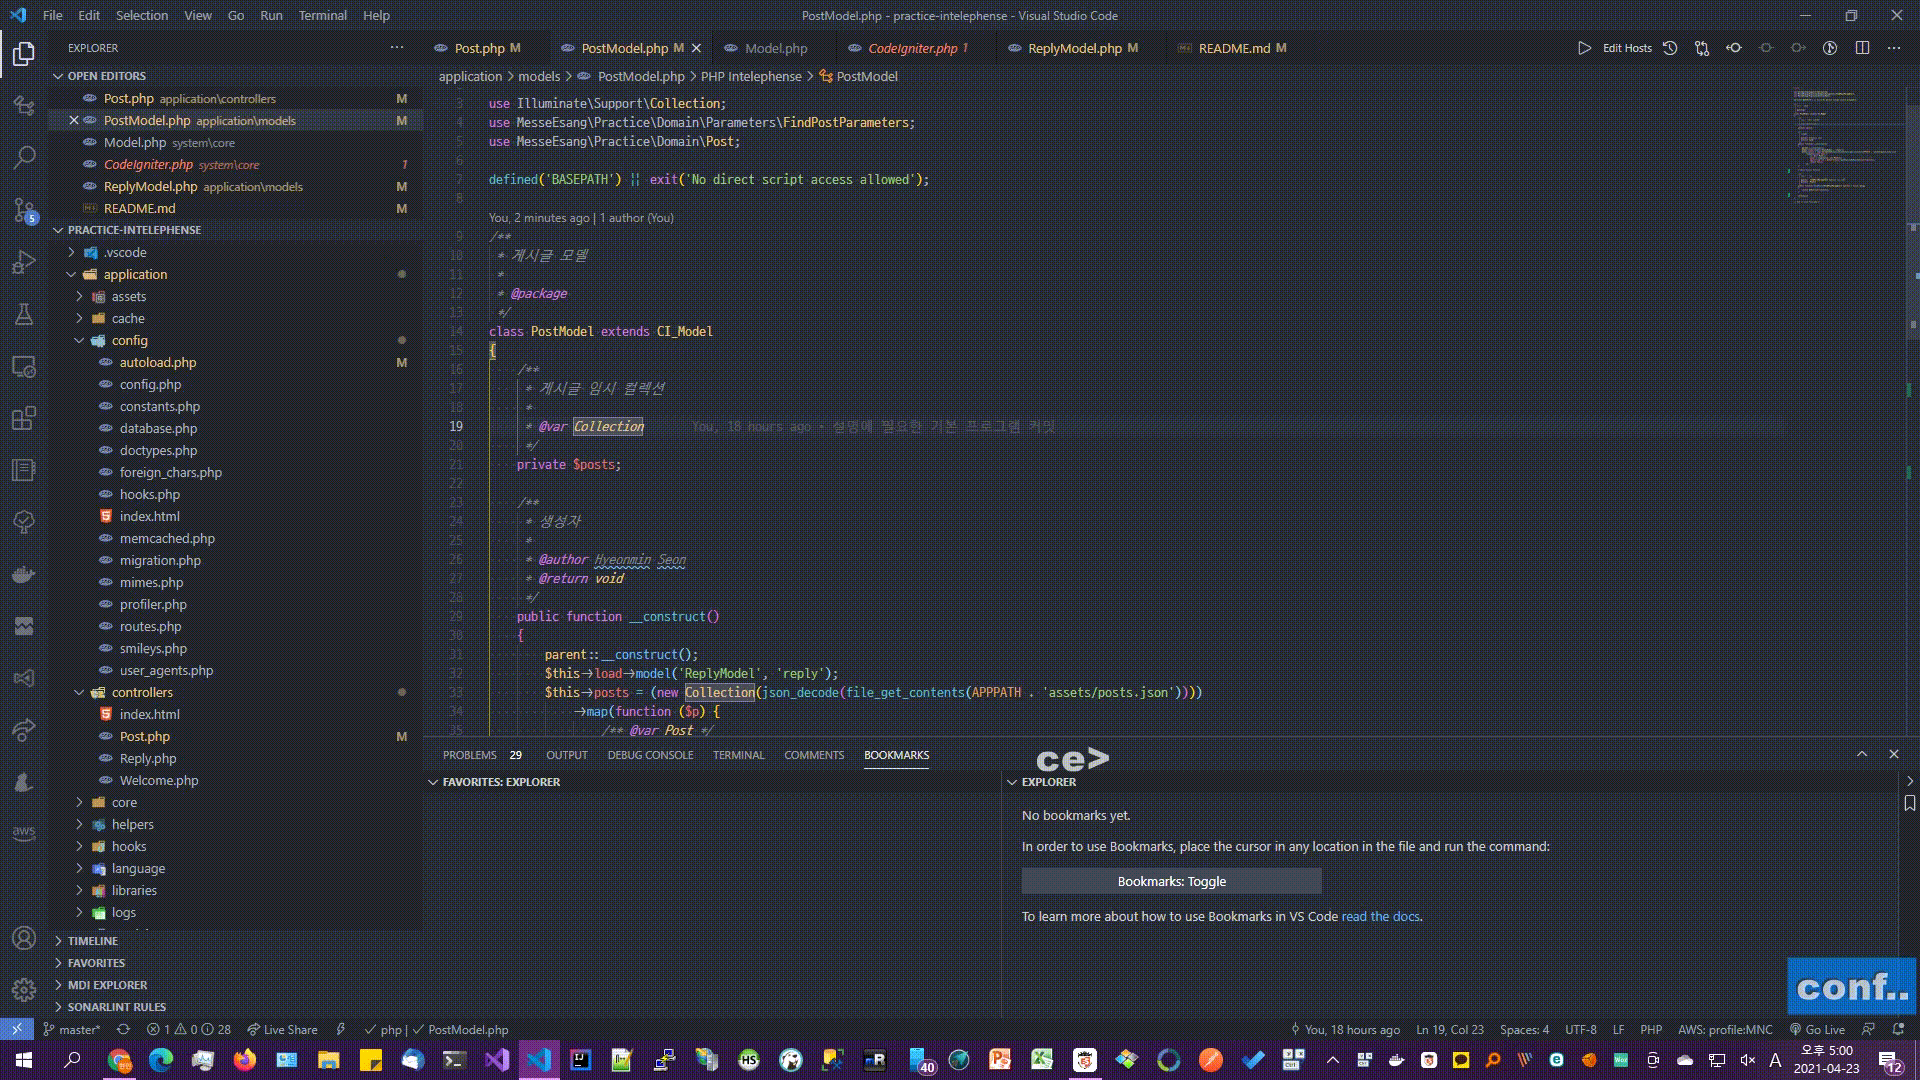 File Edit Selection View Go Run Terminal Help
PostModel.php - practice-intelephense - Visual Studio Code
EXPLORER
Post.php M
PostModel.php M
Model.php
CodeIgniter.php 1
ReplyModel.php M
README.md M
Edit Hosts
application > models > PostModel.php > PHP Intelephense > PostModel
OPEN EDITORS
Post.php application\controllers M
PostModel.php application\models M
Model.php system\core
CodeIgniter.php system\core 1
ReplyModel.php application\models M
README.md M
PRACTICE-INTELEPHENSE
.vscode
application
assets
cache
config
autoload.php M
config.php
constants.php
database.php
doctypes.php
foreign_chars.php
hooks.php
index.html
memcached.php
migration.php
mimes.php
profiler.php
routes.php
smileys.php
user_agents.php
controllers
index.html
Post.php M
Reply.php
Welcome.php
core
helpers
hooks
language
libraries
logs
TIMELINE
FAVORITES
MDI EXPLORER
SONARLINT RULES
5
aws
3 use Illuminate\Support\Collection;
4 use MesseEsang\Practice\Domain\Parameters\FindPostParameters;
5 use MesseEsang\Practice\Domain\Post;
6
7 defined('BASEPATH') || exit('No direct script access allowed');
8
You, 2 minutes ago | 1 author (You)
9 /**
10 * 게시글 모델
11 *
12 * @package
13 */
14 class PostModel extends CI_Model
15 {
16 /**
17 * 게시글 임시 컬렉션
18 *
19 * @var Collection You, 18 hours ago • 설명에 필요한 기본 프로그램 커밋
20 */
21 private $posts;
22
23 /**
24 * 생성자
25 *
26 * @author Hyeonmin Seon
27 * @return void
28 */
29 public function __construct()
30 {
31 parent::__construct();
32 $this->load->model('ReplyModel', 'reply');
33 $this->posts = (new Collection(json_decode(file_get_contents(APPPATH . 'assets/posts.json'))))
34 ->map(function ($p) {
35 /** @var Post */
PROBLEMS 29 OUTPUT DEBUG CONSOLE TERMINAL COMMENTS BOOKMARKS
ce>
FAVORITES: EXPLORER
EXPLORER
No bookmarks yet.
In order to use Bookmarks, place the cursor in any location in the file and run the command:
Bookmarks: Toggle
To learn more about how to use Bookmarks in VS Code read the docs.
conf..
master* 1 0 28 Live Share php | PostModel.php
You, 18 hours ago Ln 19, Col 23 Spaces: 4 UTF-8 LF PHP AWS: profile:MNC Go Live
40
A
오후 5:00
2021-04-23
12